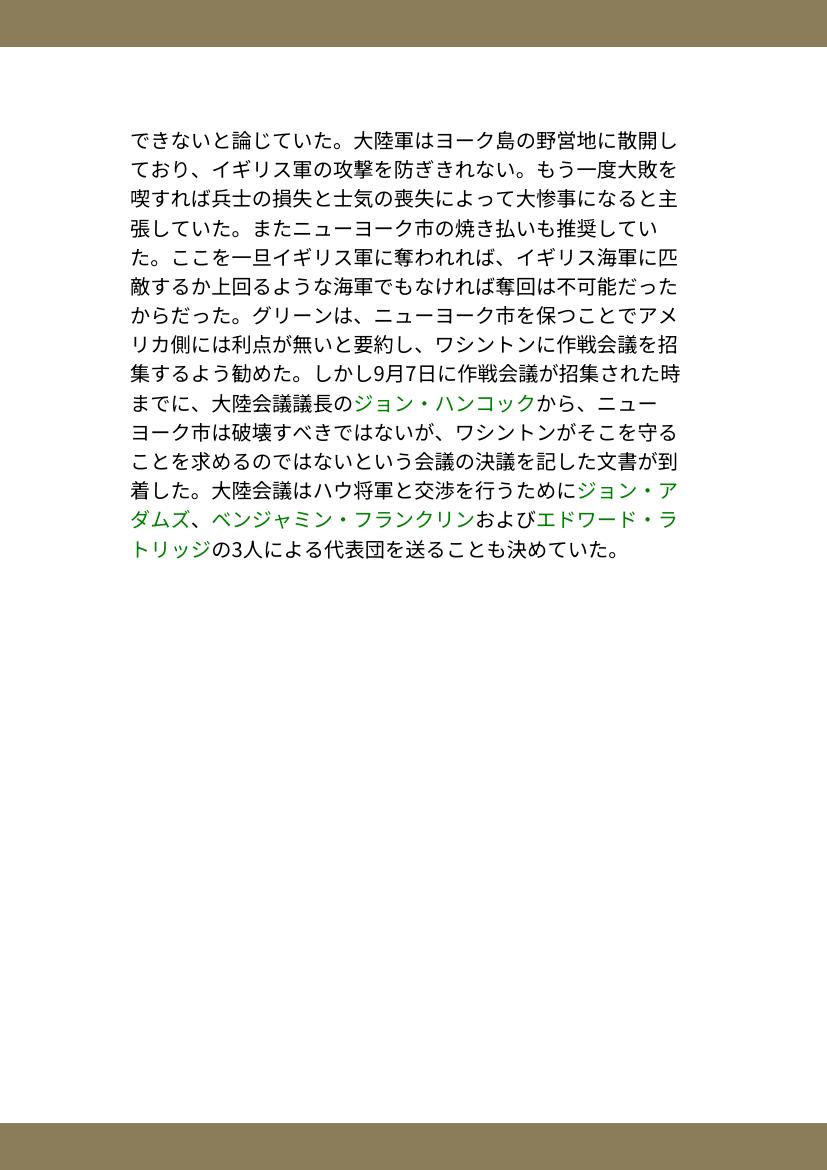 できないと論じていた。大陸軍はヨーク島の野営地に散開し
ており、イギリス軍の攻撃を防ぎきれない。もう一度大敗を
喫すれば兵士の損失と士気の喪失によって大惨事になると主
張していた。またニューヨーク市の焼き払いも推奨してい
た。ここを一旦イギリス軍に奪われれば、イギリス海軍に匹
敵するか上回るような海軍でもなければ奪回は不可能だった
からだった。グリーンは、ニューヨーク市を保つことでアメ
リカ側には利点が無いと要約し、ワシントンに作戦会議を招
集するよう勧めた。しかし9月7日に作戦会議が招集された時
までに、大陸会議議長のジョン・ハンコックから、ニュー
ヨーク市は破壊すべきではないが、ワシントンがそこを守る
ことを求めるのではないという会議の決議を記した文書が到
着した。大陸会議はハウ将軍と交渉を行うためにジョン・ア
ダムズ、ベンジャミン・フランクリンおよびエドワード・ラ
トリッジの3人による代表団を送ることも決めていた。